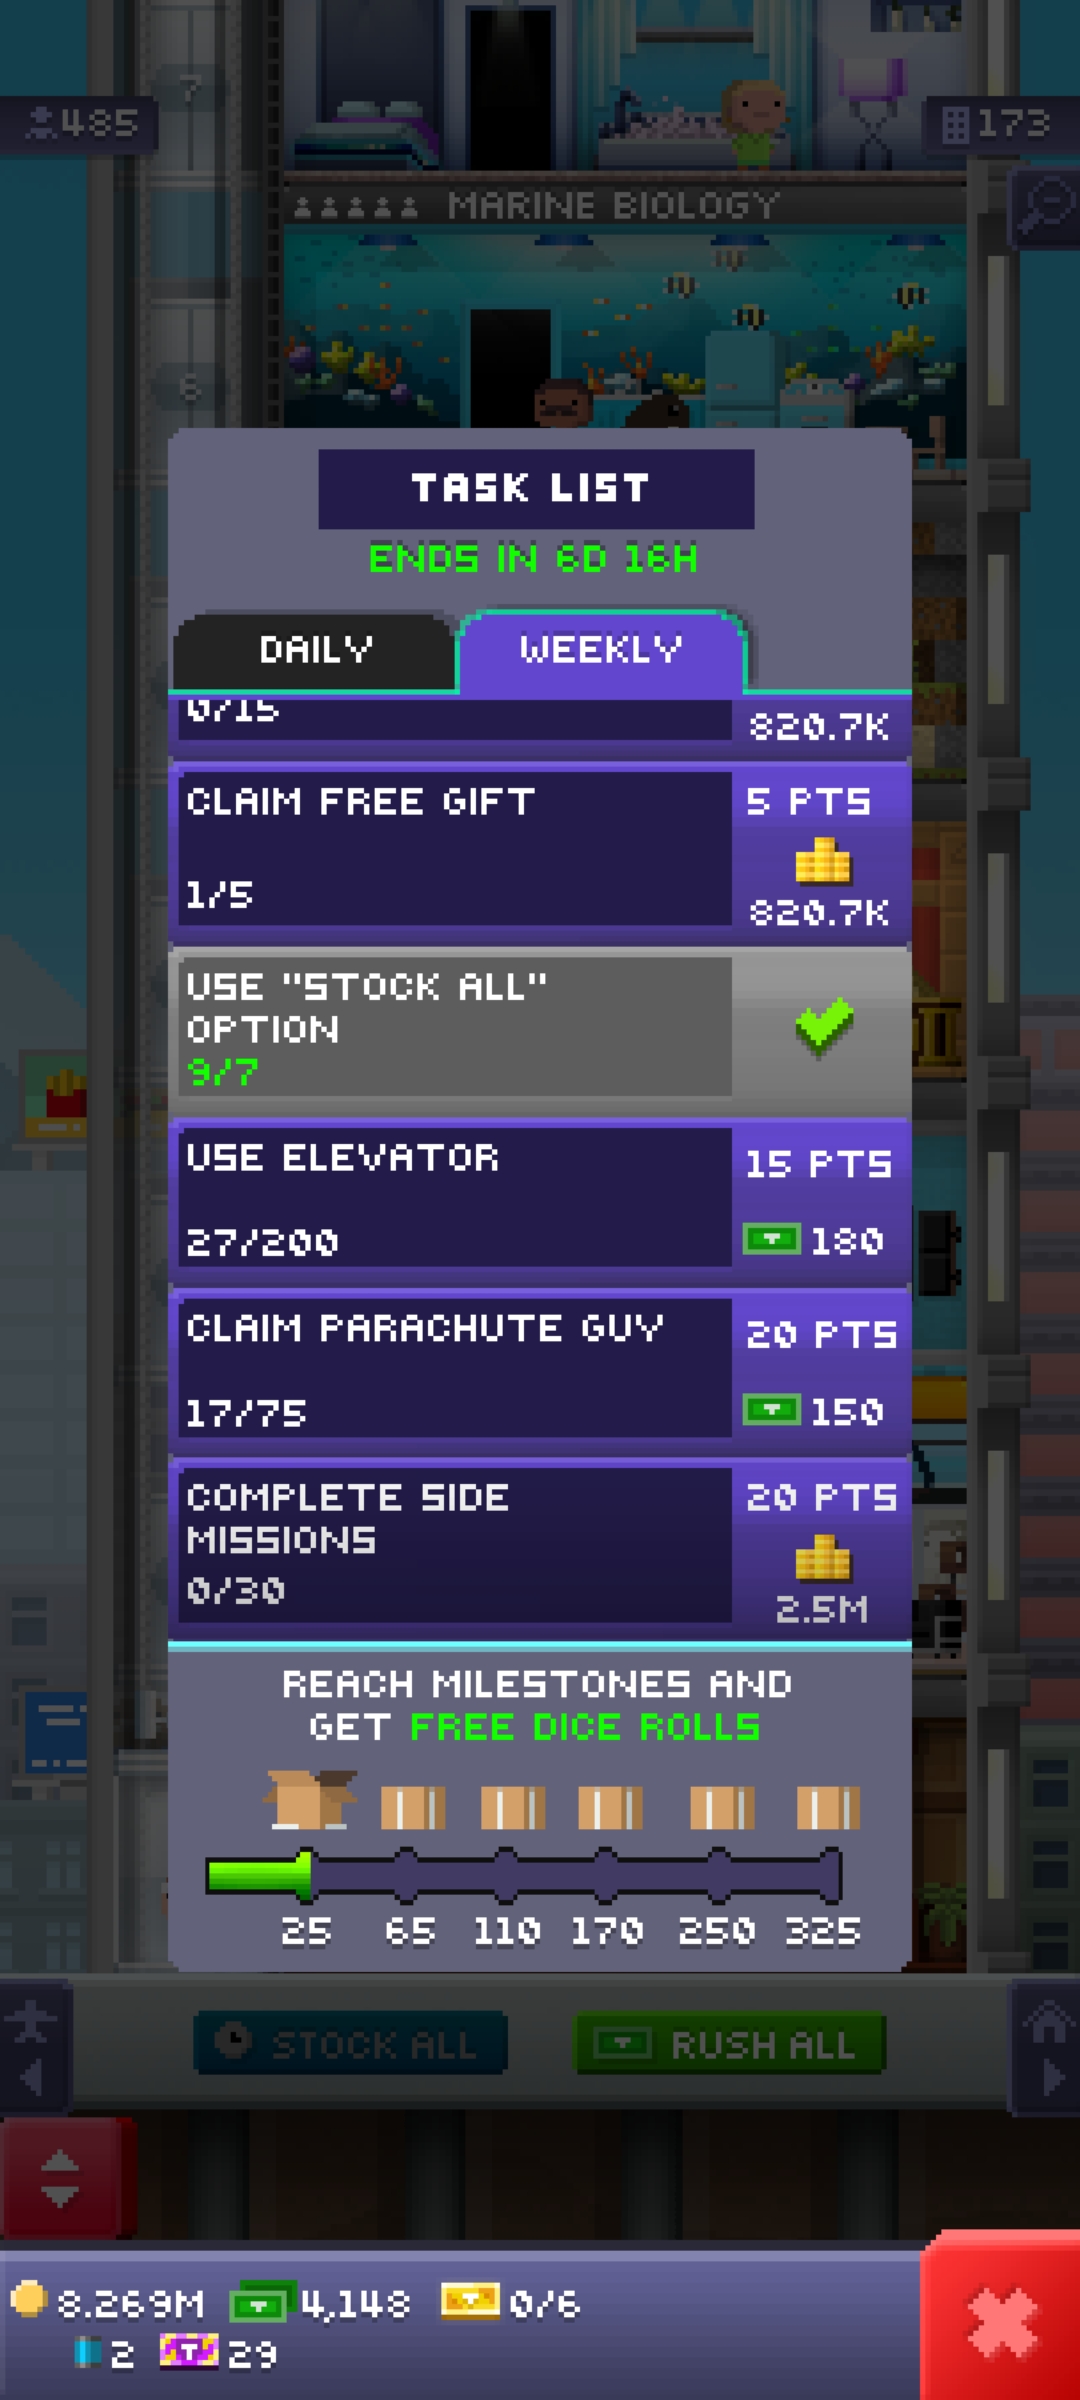 7
485
173
MARINE BIOLOGY
6
TASK LIST
ENDS IN 6D 16H
DAILY
WEEKLY
0/15
820.7K
CLAIM FREE GIFT
5 PTS
1/5
820.7K
USE "STOCK ALL"
OPTION
9/7
USE ELEVATOR
15 PTS
27/200
180
CLAIM PARACHUTE GUY
20 PTS
17/75
150
COMPLETE SIDE
MISSIONS
20 PTS
0/30
2.5M
REACH MILESTONES AND
GET FREE DICE ROLLS
25 65 110 170 250 325
STOCK ALL
RUSH ALL
8.269M 4,148 0/6
2 29